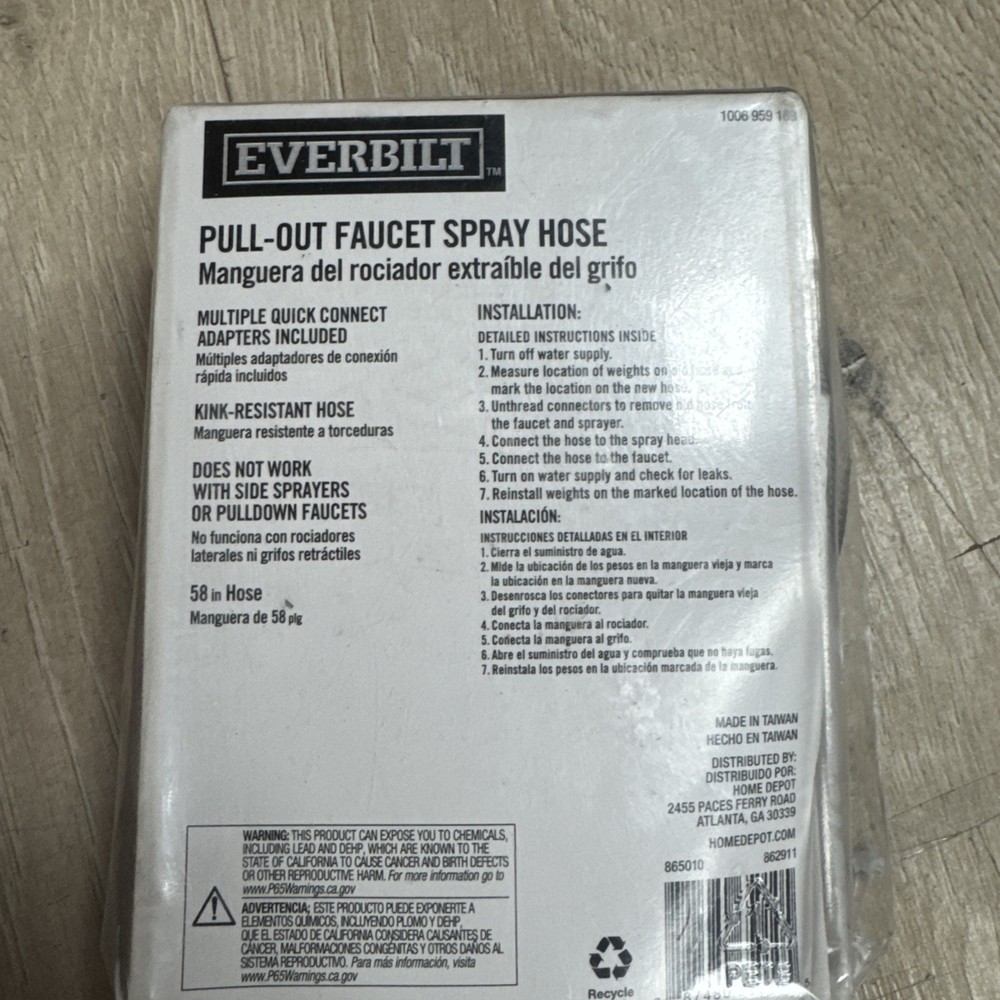 EVERBILT
TM
1006 959
PULL-OUT FAUCET SPRAY HOSE
Manguera del rociador extraíble del grifo
MULTIPLE QUICK CONNECT
ADAPTERS INCLUDED
Múltiples adaptadores de conexión
rápida incluidos
KINK-RESISTANT HOSE
Manguera resistente a torceduras
DOES NOT WORK
WITH SIDE SPRAYERS
OR PULLDOWN FAUCETS
No funciona con rociadores
laterales ni grifos retráctiles
58 in Hose
Manguera de 58 plg
INSTALLATION:
DETAILED INSTRUCTIONS INSIDE
1. Turn off water supply.
2. Measure location of weights on old hose and
mark the location on the new hose.
3. Unthread connectors to remove old hose from
the faucet and sprayer.
4. Connect the hose to the spray head.
5. Connect the hose to the faucet.
6. Turn on water supply and check for leaks.
7. Reinstall weights on the marked location of the hose.
INSTALACIÓN:
INSTRUCCIONES DETALLADAS EN EL INTERIOR
1. Cierra el suministro de agua.
2. Mide la ubicación de los pesos en la manguera vieja y marca
la ubicación en la manguera nueva.
3. Desenrosca los conectores para quitar la manguera vieja
del grifo y del rociador.
4. Conecta la manguera al rociador.
5. Conecta la manguera al grifo.
6. Abre el suministro del agua y comprueba que no haya fugas.
7. Reinstala los pesos en la ubicación marcada de la manguera.
MADE IN TAIWAN
HECHO EN TAIWAN
DISTRIBUTED BY:
DISTRIBUIDO POR:
HOME DEPOT
2455 PACES FERRY ROAD
ATLANTA, GA 30339
HOMEDEPOT.COM
865010 862911
WARNING: THIS PRODUCT CAN EXPOSE YOU TO CHEMICALS,
INCLUDING LEAD AND DEHP, WHICH ARE KNOWN TO THE
STATE OF CALIFORNIA TO CAUSE CANCER AND BIRTH DEFECTS
OR OTHER REPRODUCTIVE HARM. For more information go to
www.P65Warnings.ca.gov
ADVERTENCIA; ESTE PRODUCTO PUEDE EXPONERTE A
ELEMENTOS QUÍMICOS, INCLUYENDO PLOMO Y DEHP,
QUE EL ESTADO DE CALIFORNIA CONSIDERA CAUSANTES DE
CÁNCER, MALFORMACIONES CONGÉNITAS Y OTROS DAÑOS AL
SISTEMA REPRODUCTIVO. Para más información, visita
www.P65Warnings.ca.gov
Recycle